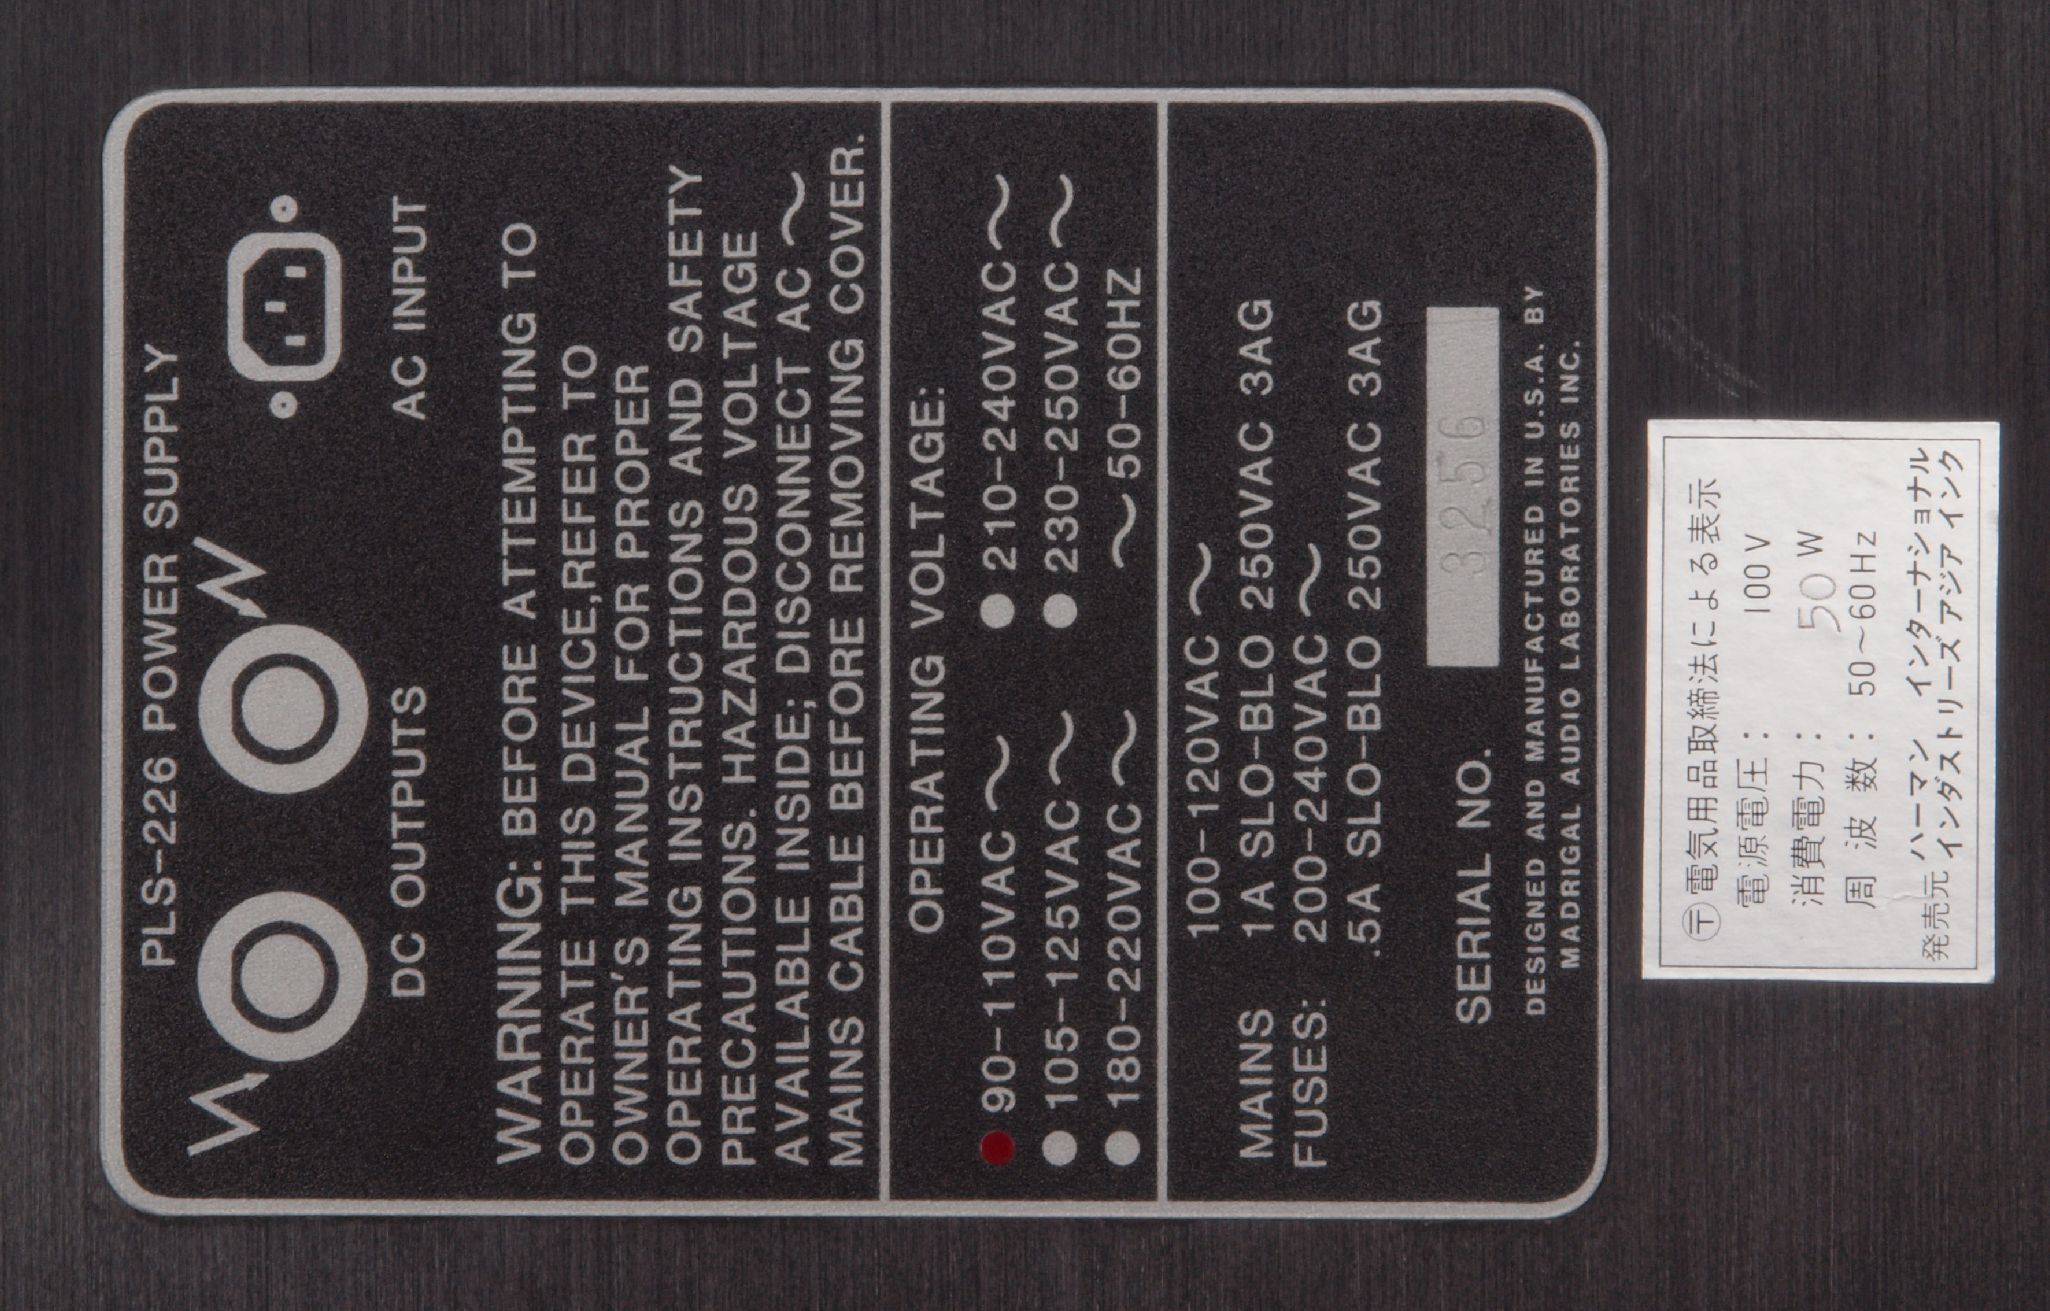 PLS-226 POWER SUPPLY
DC OUTPUTS
AC INPUT
WARNING: BEFORE ATTEMPTING TO
OPERATE THIS DEVICE,REFER TO
OWNER'S MANUAL FOR PROPER
OPERATING INSTRUCTIONS AND SAFETY
PRECAUTIONS. HAZARDOUS VOLTAGE
AVAILABLE INSIDE; DISCONNECT AC ～
MAINS CABLE BEFORE REMOVING COVER.
OPERATING VOLTAGE:
90-110VAC～ 210-240VAC～
105-125VAC～ 230-250VAC～
180-220VAC～ ～50-60HZ
100-120VAC～
MAINS 1A SLO-BLO 250VAC 3AG
FUSES: 200-240VAC～
.5A SLO-BLO 250VAC 3AG
SERIAL NO. 3256
DESIGNED AND MANUFACTURED IN U.S.A. BY
MADRIGAL AUDIO LABORATORIES INC.
〶電気用品取締法による表示
電源電圧： 100V
消費電力： 50 W
周波数： 50～60Hz
発売元 ハーマン インターナショナル
インダストリーズ アジア インク